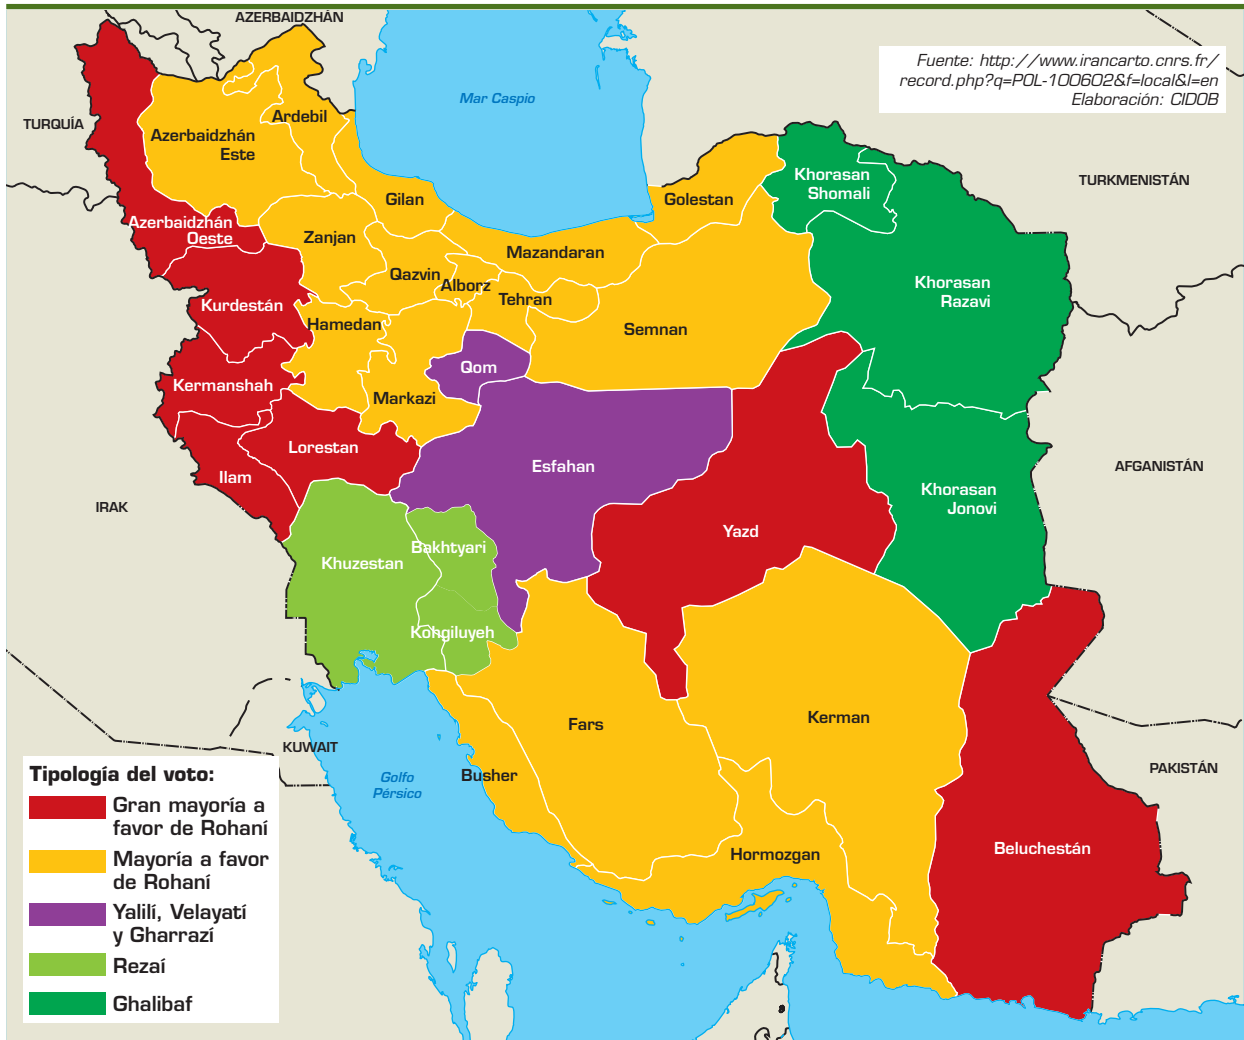 AZERBAIDZHÁN
Fuente: http://www.irancarto.cnrs.fr/
record.php?q=POL-100602&f=local&l=en
Elaboración: CIDOB
Mar Caspio
TURQUÍA
Ardebil
Azerbaidzhán
Este
Khorasan
Shomali
TURKMENISTÁN
Gilan
Golestan
Azerbaidzhán
Oeste
Zanjan
Mazandaran
Qazvin
Alborz
Tehran
Khorasan
Razavi
Kurdestán
Hamedan
Semnan
Qom
Kermanshah
Markazi
Lorestan
Ilam
Esfahan
AFGANISTÁN
Khorasan
Jonovi
IRAK
Yazd
Bakhtyari
Khuzestan
Kohgiluyeh
Fars
Kerman
KUWAIT
Golfo
Pérsico
Busher
PAKISTÁN
Hormozgan
Beluchestán
Tipología del voto:
Gran mayoría a
favor de Rohaní
Mayoría a favor
de Rohaní
Yalilí, Velayatí
y Gharrazí
Rezaí
Ghalibaf